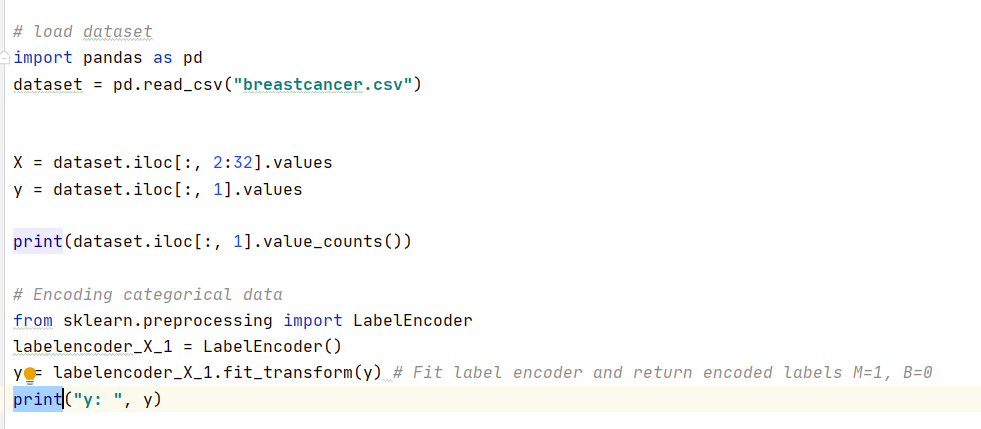 # load dataset
import pandas as pd
dataset = pd.read_csv("breastcancer.csv")
X = dataset.iloc[:, 2:32].values
y = dataset.iloc[:, 1].values
print(dataset.iloc[:, 1].value_counts())
# Encoding categorical data
from sklearn.preprocessing import LabelEncoder
labelencoder_X_1 = LabelEncoder()
y = labelencoder_X_1.fit_transform(y) # Fit label encoder and return encoded labels M=1, B=0
print("y: ", y)